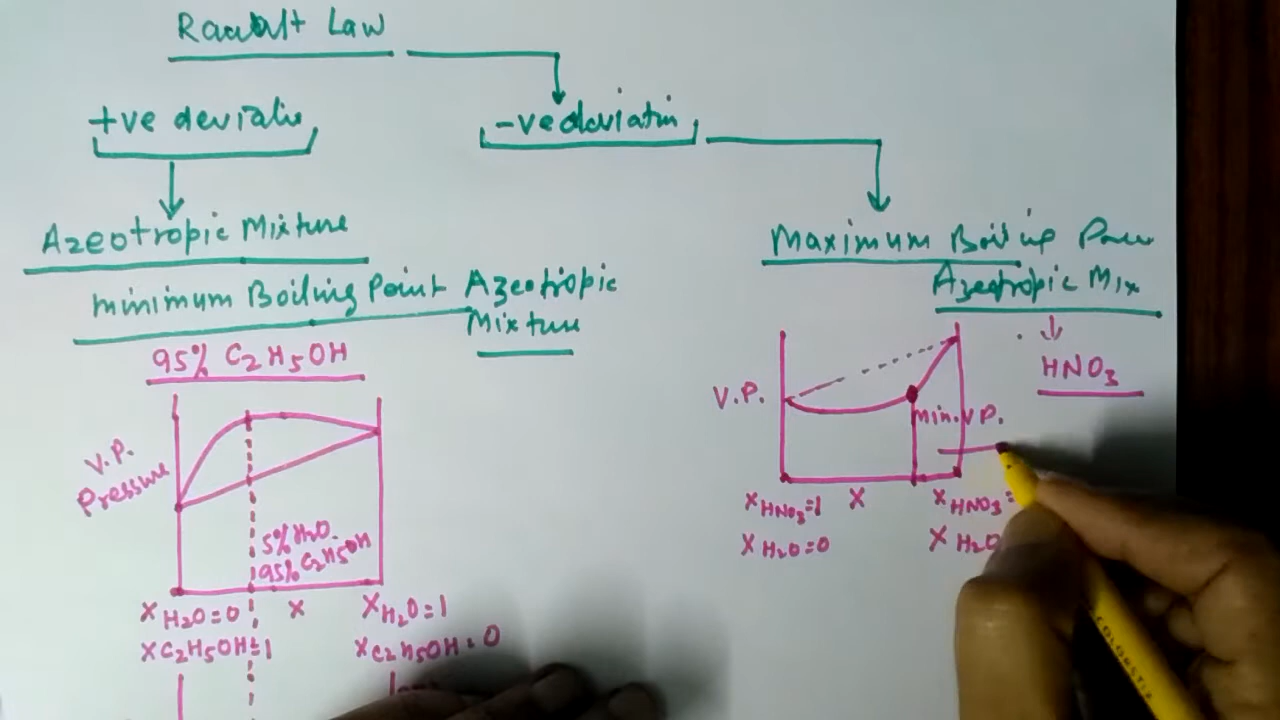 Raoult Law
+ve deviatin
-ve deviatin
Azeotropic Mixture
minimum Boiling Point Azeotropic
Mixture
95% C2H5OH
V.P.
Pressure
5% H2O
95% C2H5OH
XH2O=0
X
XH2O=1
XC2H5OH=1
XC2H5OH=0
Maximum Boiling
Azeotropic Mix
HNO3
V.P.
min. V.P.
XHNO3=1
X
XHNO3=
XH2O=0
XH2O
COLORSTIX